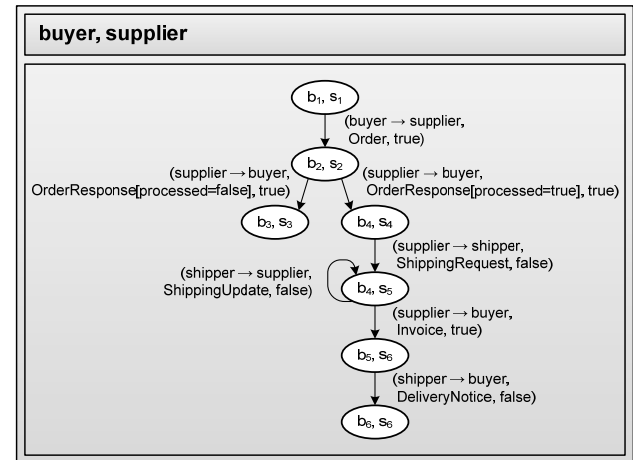 buyer, supplier
b1, s1
(buyer → supplier,
Order, true)
b2, s2
(supplier → buyer,
OrderResponse[processed=false], true)
(supplier → buyer,
OrderResponse[processed=true], true)
b3, s3
b4, s4
(supplier → shipper,
ShippingRequest, false)
(shipper → supplier,
ShippingUpdate, false)
b4, s5
(supplier → buyer,
Invoice, true)
b5, s6
(shipper → buyer,
DeliveryNotice, false)
b6, s6